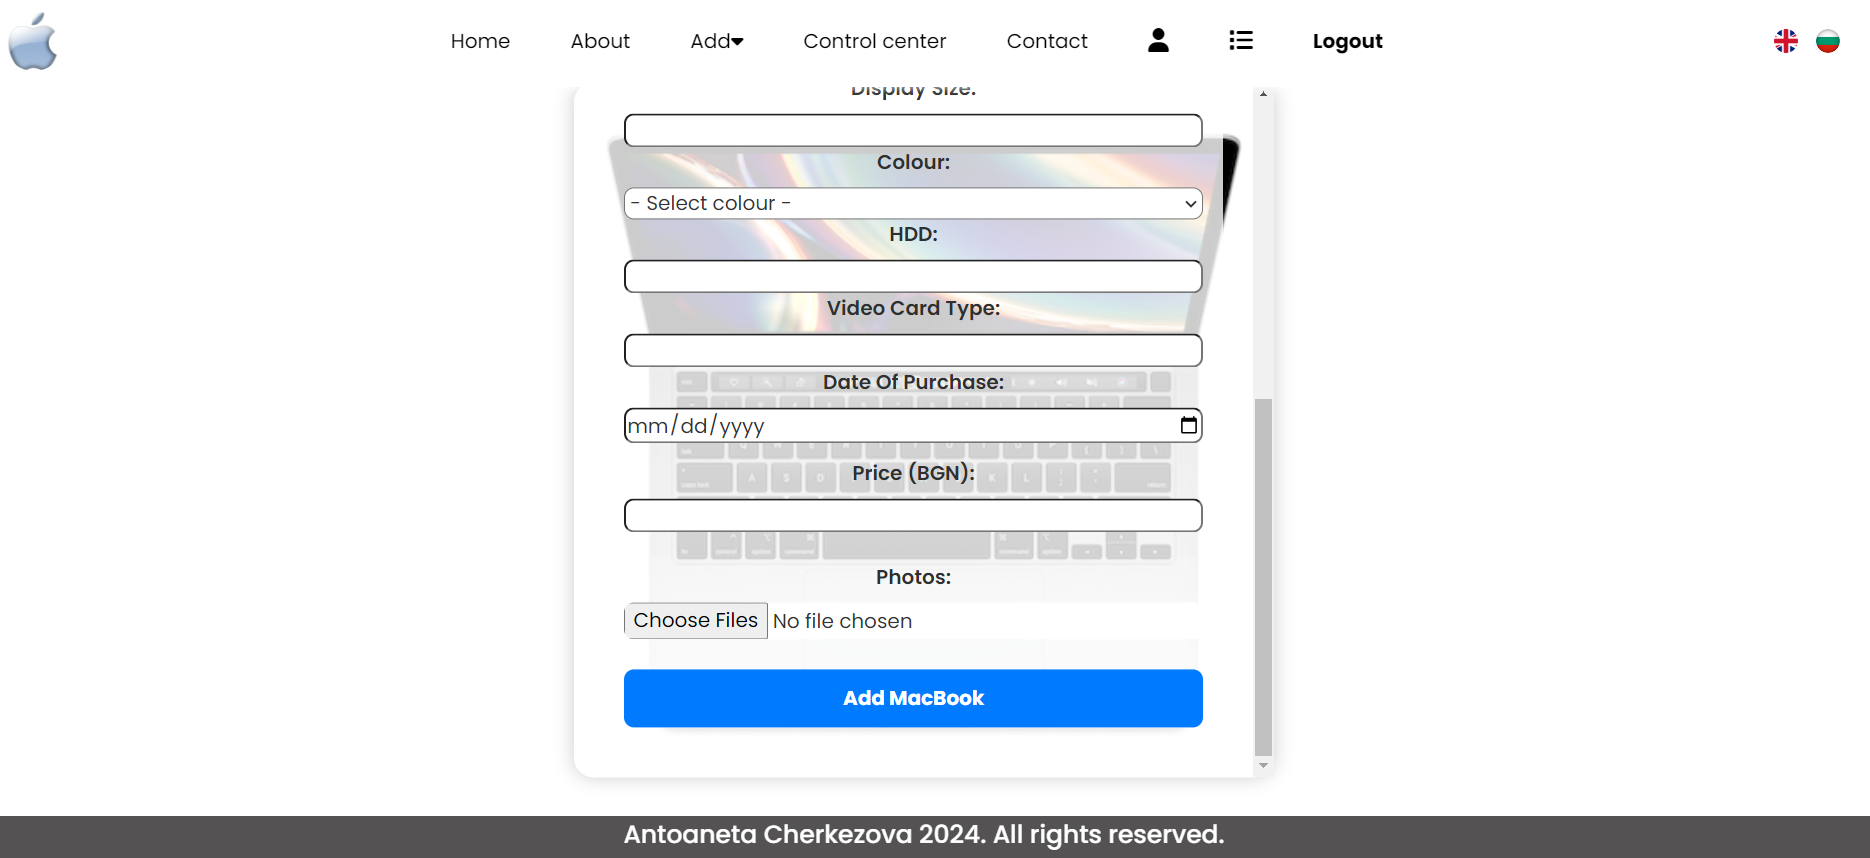 Home About Add Control center Contact Logout
Display Size:
Colour:
- Select colour -
HDD:
Video Card Type:
Date Of Purchase:
mm/dd/yyyy
Price (BGN):
Photos:
Choose Files No file chosen
Add MacBook
Antoaneta Cherkezova 2024. All rights reserved.